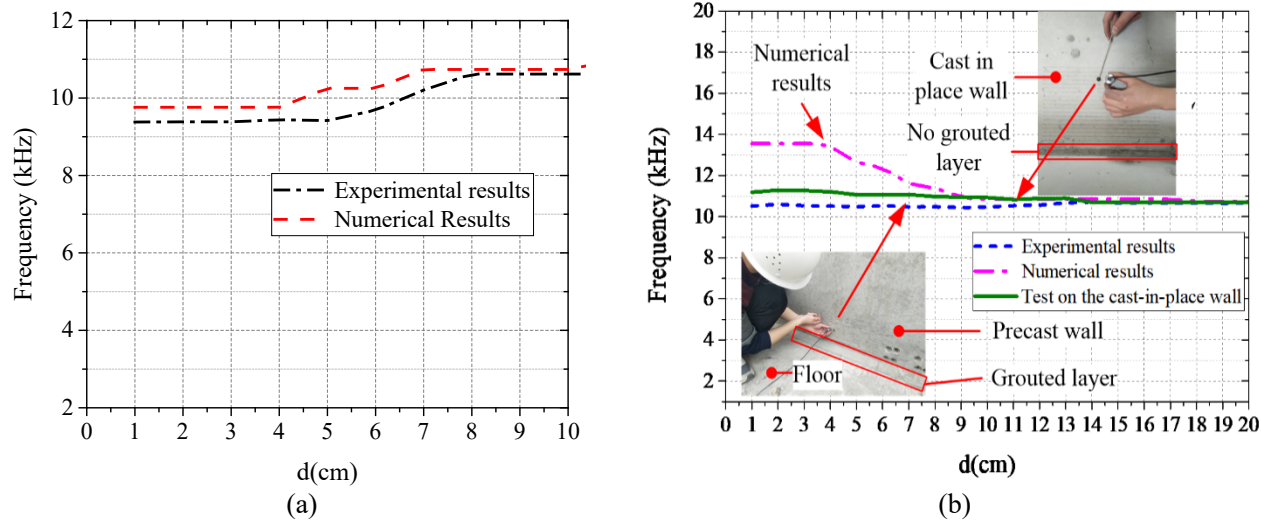 12
10
8
6
4
2
Frequency (kHz)
Experimental results
Numerical Results
0 1 2 3 4 5 6 7 8 9 10
d(cm)
(a)
20
18
16
14
12
10
8
6
4
2
Frequency (kHz)
Numerical
results
Cast in
place wall
No grouted
layer
Experimental results
Numerical results
Test on the cast-in-place wall
Precast wall
Floor
Grouted layer
0 1 2 3 4 5 6 7 8 9 10 11 12 13 14 15 16 17 18 19 20
d(cm)
(b)